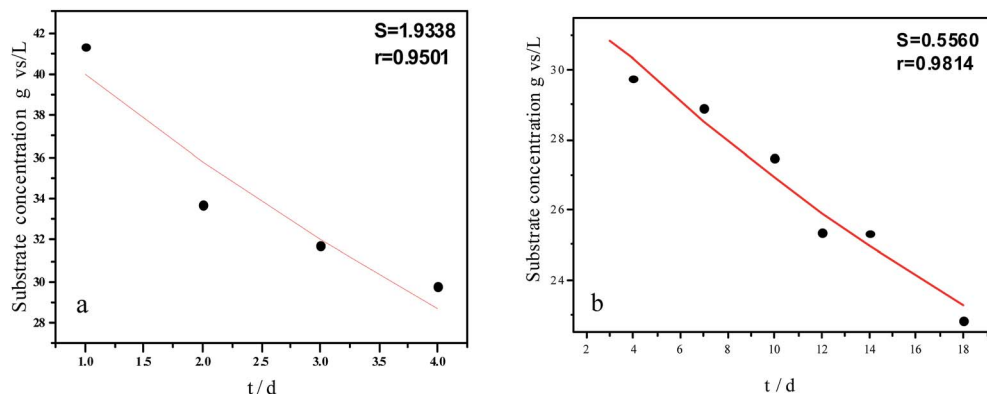 S=1.9338
r=0.9501
Substrate concentration g vs/L
42
40
38
36
34
32
30
28
a
1.0 1.5 2.0 2.5 3.0 3.5 4.0
t / d
S=0.5560
r=0.9814
Substrate concentration g vs/L
30
28
26
24
b
2 4 6 8 10 12 14 16 18
t / d